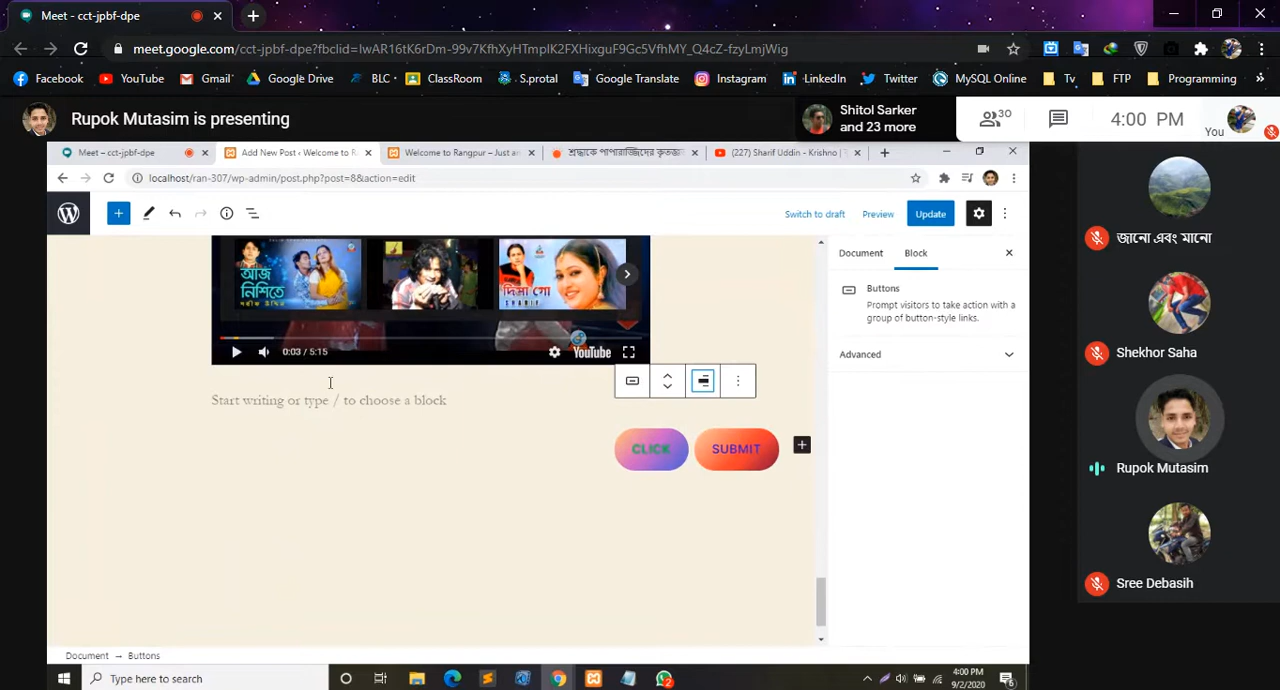 Meet - cct-jpbf-dpe
meet.google.com/cct-jpbf-dpe?fbclid=IwAR16tK6rDm-99v7KfhXyHTmplK2FXHixguF9Gc5VfhMY_Q4cZ-fzyLmjWig
Facebook YouTube Gmail Google Drive BLC ClassRoom S.protal Google Translate Instagram LinkedIn Twitter MySQL Online Tv FTP Programming
Rupok Mutasim is presenting
Shitol Sarker
and 23 more
30
4:00 PM
You
Meet – cct-jpbf-dpe
Add New Post ‹ Welcome to R
Welcome to Rangpur – Just an
শ্রদ্ধাকে পাপারাজ্জিদের কৃতজ্ঞ
(227) Sharif Uddin - Krishno |
localhost/ran-307/wp-admin/post.php?post=8&action=edit
Switch to draft Preview Update
Document Block
আজ
নিশিতে
দিমা গো
SHARIF
0:03 / 5:15 YouTube
Start writing or type / to choose a block
CLICK SUBMIT
Buttons
Prompt visitors to take action with a
group of button-style links.
Advanced
Document → Buttons
Type here to search
2
4:00 PM
9/2/2020
6
জানো এবং মানো
Shekhor Saha
Rupok Mutasim
Sree Debasih